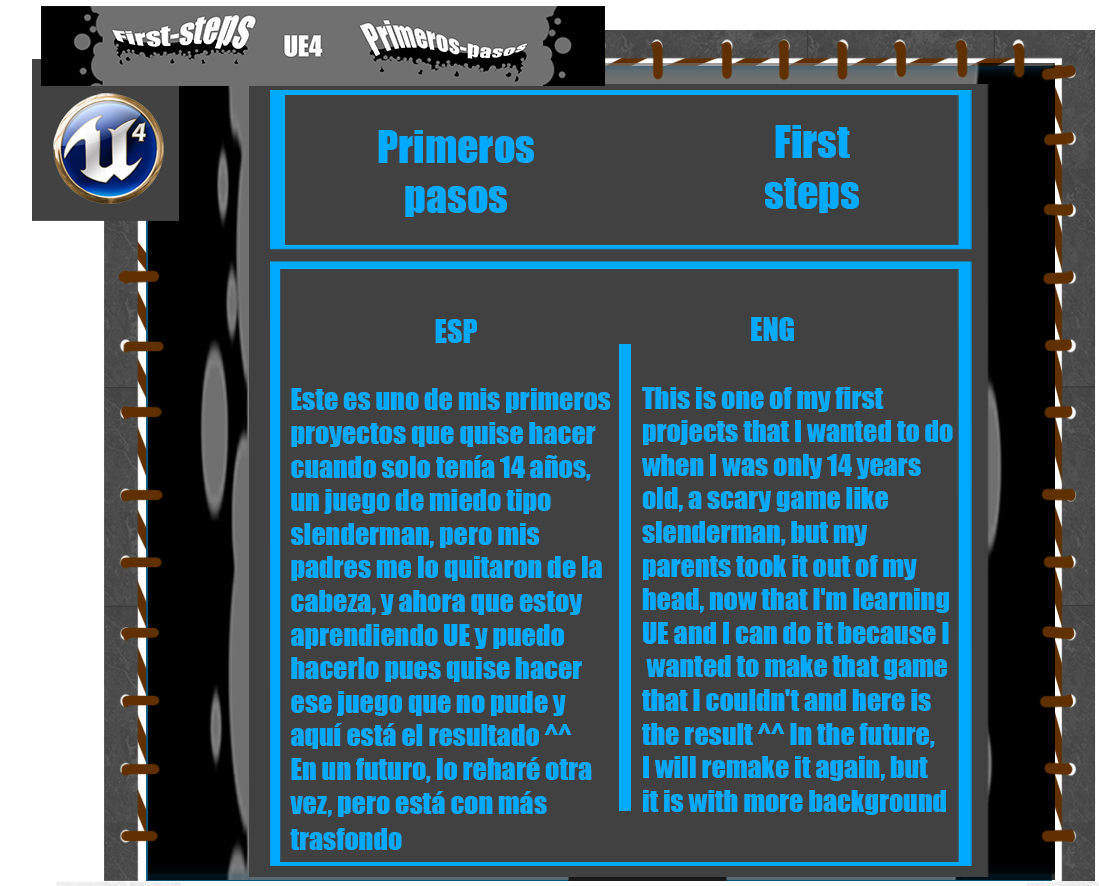 First-steps
UE4
Primeros-pasos
U4
Primeros
pasos
First
steps
ESP
Este es uno de mis primeros
proyectos que quise hacer
cuando solo tenía 14 años,
un juego de miedo tipo
slenderman, pero mis
padres me lo quitaron de la
cabeza, y ahora que estoy
aprendiendo UE y puedo
hacerlo pues quise hacer
ese juego que no pude y
aquí está el resultado ^^
En un futuro, lo reharé otra
vez, pero está con más
trasfondo
ENG
This is one of my first
projects that I wanted to do
when I was only 14 years
old, a scary game like
slenderman, but my
parents took it out of my
head, now that I'm learning
UE and I can do it because I
wanted to make that game
that I couldn't and here is
the result ^^ In the future,
I will remake it again, but
it is with more background